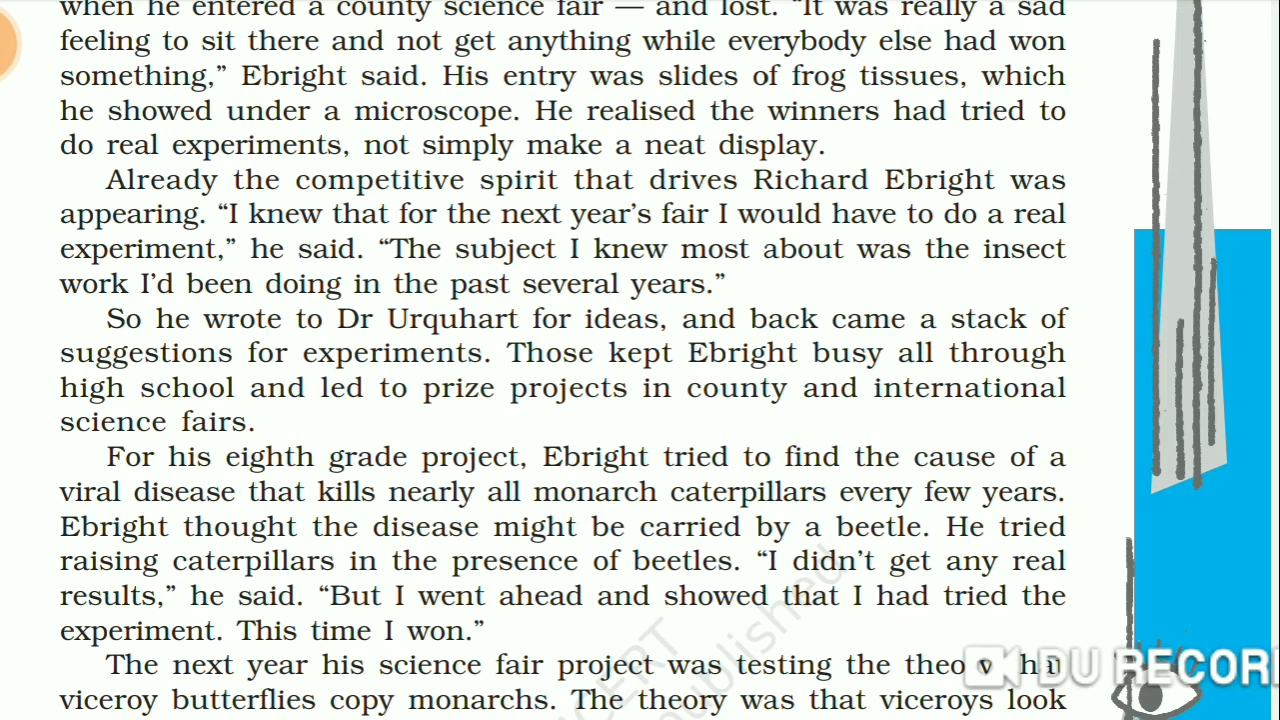 when he entered a county science fair — and lost. “It was really a sad
feeling to sit there and not get anything while everybody else had won
something,” Ebright said. His entry was slides of frog tissues, which
he showed under a microscope. He realised the winners had tried to
do real experiments, not simply make a neat display.
Already the competitive spirit that drives Richard Ebright was
appearing. “I knew that for the next year’s fair I would have to do a real
experiment,” he said. “The subject I knew most about was the insect
work I’d been doing in the past several years.”
So he wrote to Dr Urquhart for ideas, and back came a stack of
suggestions for experiments. Those kept Ebright busy all through
high school and led to prize projects in county and international
science fairs.
For his eighth grade project, Ebright tried to find the cause of a
viral disease that kills nearly all monarch caterpillars every few years.
Ebright thought the disease might be carried by a beetle. He tried
raising caterpillars in the presence of beetles. “I didn’t get any real
results,” he said. “But I went ahead and showed that I had tried the
experiment. This time I won.”
The next year his science fair project was testing the
viceroy butterflies copy monarchs. The theory was that viceroys look
DU RECOR
published